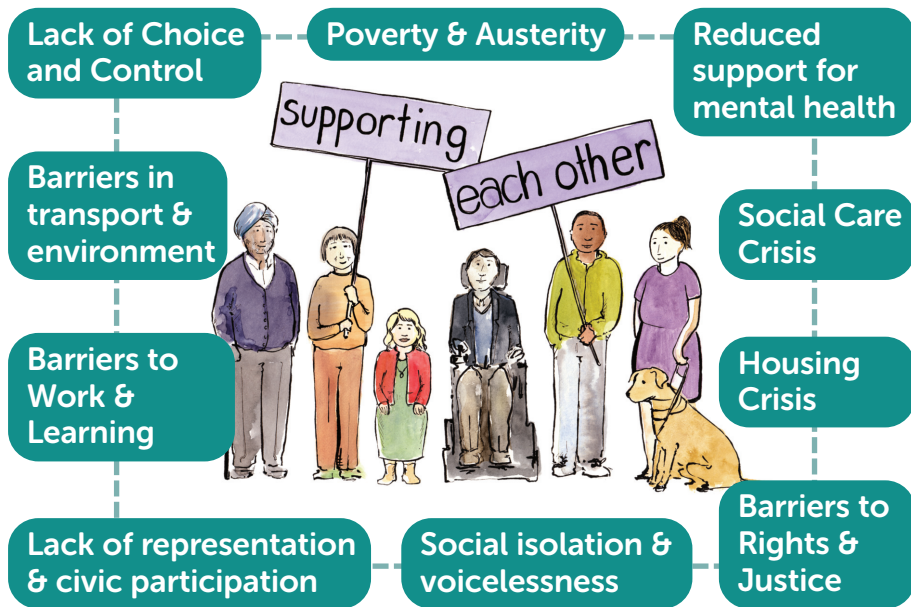 Lack of Choice
and Control
Poverty & Austerity
Reduced
support for
mental health
supporting
each other
Barriers in
transport &
environment
Social Care
Crisis
Barriers to
Work &
Learning
Housing
Crisis
Lack of representation
& civic participation
Social isolation &
voicelessness
Barriers to
Rights &
Justice